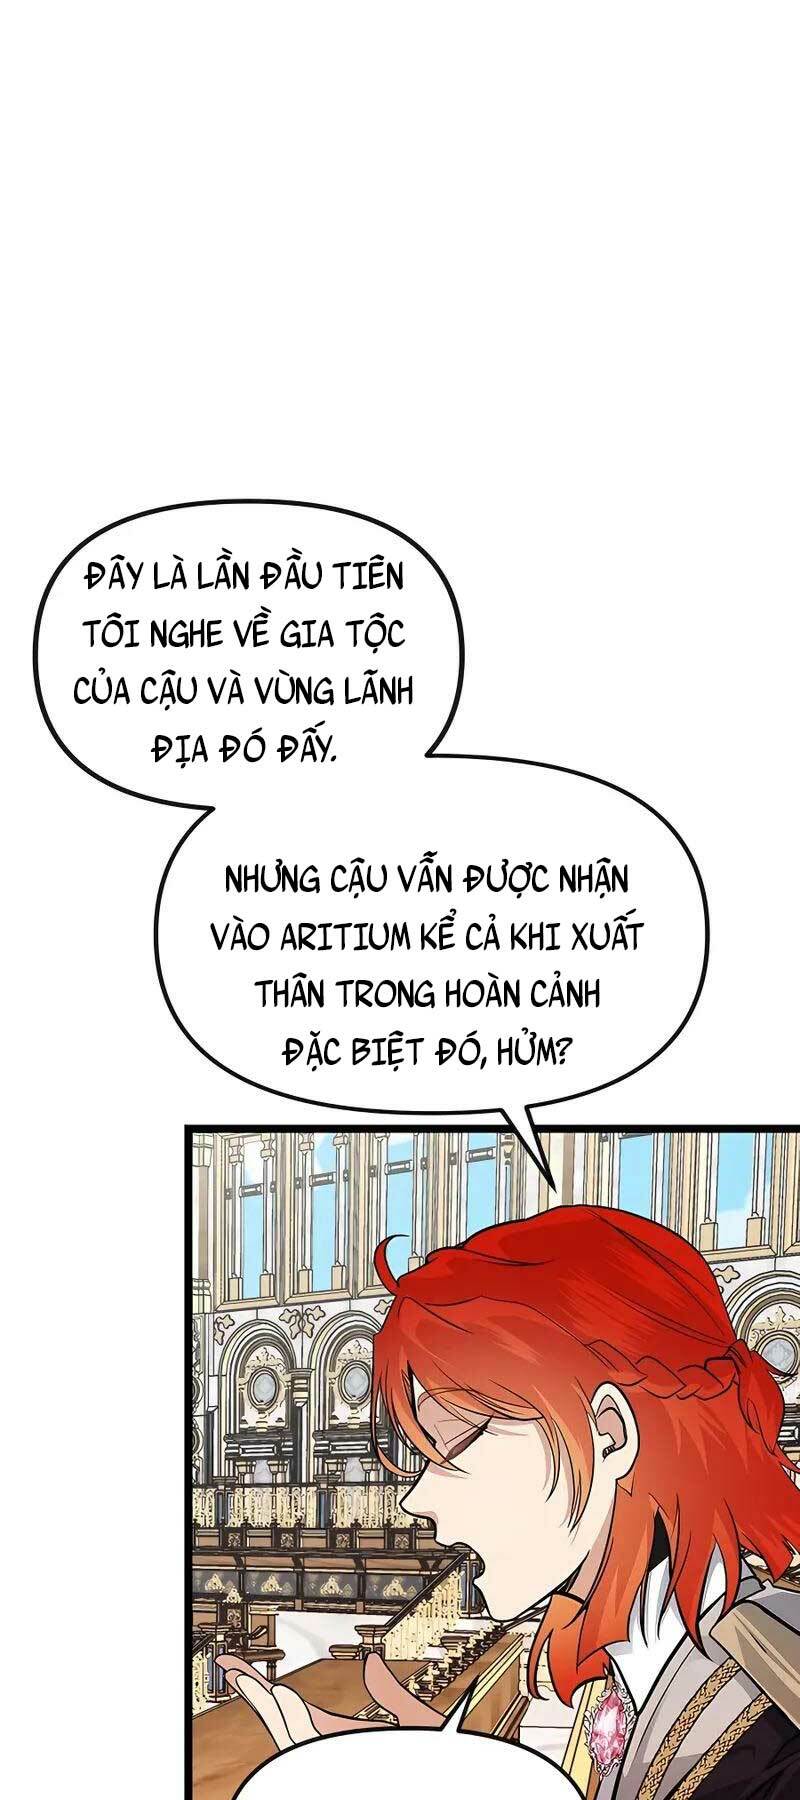 ĐÂY LÀ LẦN ĐẦU TIÊN
TÔI NGHE VỀ GIA TỘC
CỦA CẬU VÀ VÙNG LÃNH
ĐỊA ĐÓ ĐẤY.
NHƯNG CẬU VẪN ĐƯỢC NHẬN
VÀO ARITIUM KỂ CẢ KHI XUẤT
THÂN TRONG HOÀN CẢNH
ĐẶC BIỆT ĐÓ, HỬM?